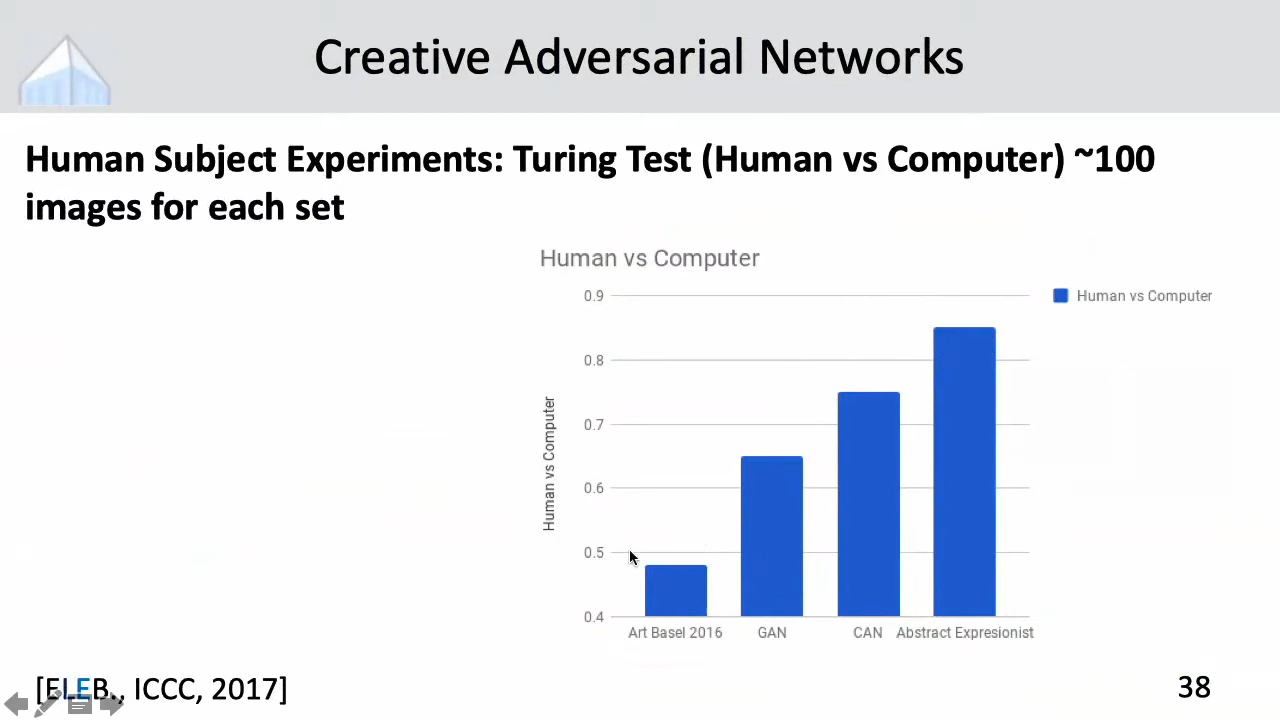 Creative Adversarial Networks
Human Subject Experiments: Turing Test (Human vs Computer) ~100
images for each set
Human vs Computer
Human vs Computer
Human vs Computer
0.9
0.8
0.7
0.6
0.5
0.4
Art Basel 2016
GAN
CAN
Abstract Expresionist
[ELEB., ICCC, 2017]
38